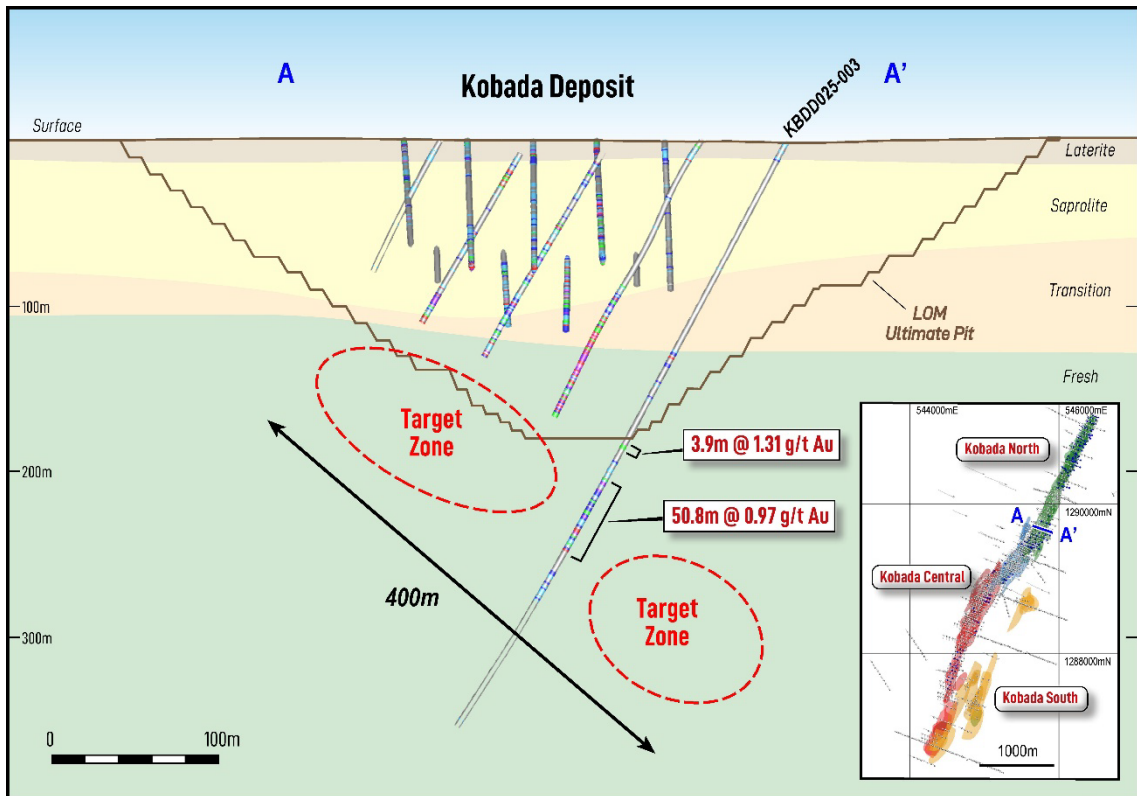 A
A'
Kobada Deposit
KBDD025-003
Surface
Laterite
Saprolite
100m
Transition
LOM
Ultimate Pit
Fresh
Target
Zone
3.9m @ 1.31 g/t Au
200m
50.8m @ 0.97 g/t Au
400m
Target
Zone
300m
0
100m
544000mE
546000mE
Kobada North
1290000mN
A
A'
Kobada Central
1288000mN
Kobada South
1000m